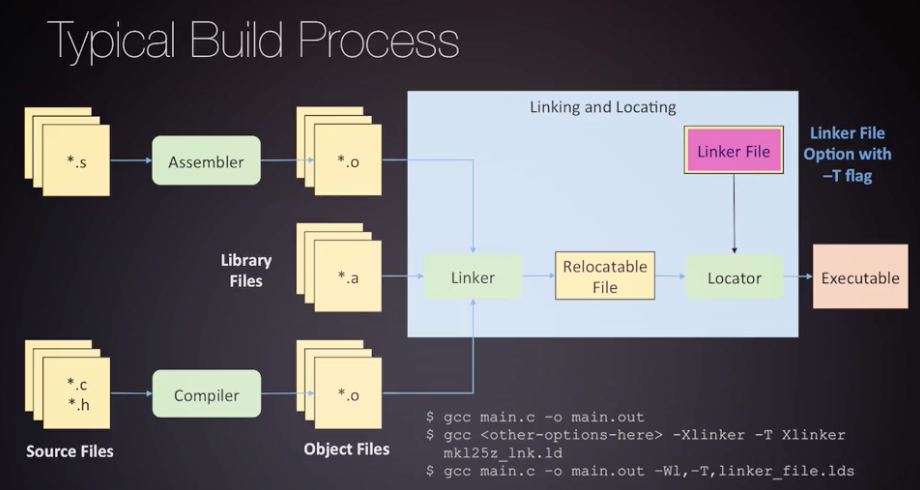 Typical Build Process
Linking and Locating
*.s
Assembler
*.o
Linker File
Linker File
Option with
–T flag
Library
Files
*.a
Linker
Relocatable
File
Locator
Executable
*.c
*.h
Compiler
*.o
Source Files
Object Files
$ gcc main.c –o main.out
$ gcc <other-options-here> -Xlinker -T Xlinker
mkl25z_lnk.ld
$ gcc main.c –o main.out -Wl,-T,linker_file.lds